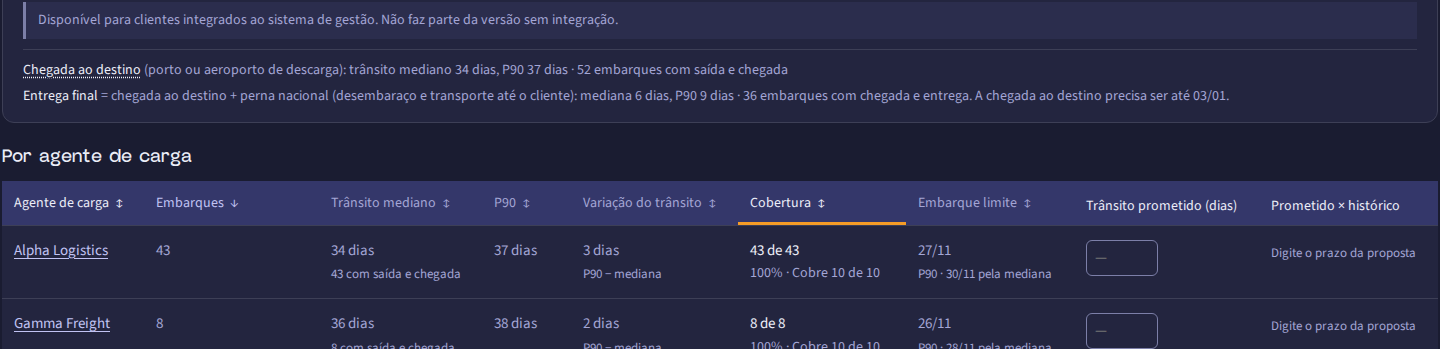 Disponível para clientes integrados ao sistema de gestão. Não faz parte da versão sem integração.
Chegada ao destino (porto ou aeroporto de descarga): trânsito mediano 34 dias, P90 37 dias · 52 embarques com saída e chegada
Entrega final = chegada ao destino + perna nacional (desembaraço e transporte até o cliente): mediana 6 dias, P90 9 dias · 36 embarques com chegada e entrega. A chegada ao destino precisa ser até 03/01.
Por agente de carga
Agente de carga ↕ Embarques ↓ Trânsito mediano ↕ P90 ↕ Variação do trânsito ↕ Cobertura ↕ Embarque limite ↕ Trânsito prometido (dias) Prometido × histórico
Alpha Logistics 43 34 dias 37 dias 3 dias 43 de 43 27/11 — Digite o prazo da proposta
43 com saída e chegada P90 − mediana 100% · Cobre 10 de 10 P90 · 30/11 pela mediana
Gamma Freight 8 36 dias 38 dias 2 dias 8 de 8 26/11 — Digite o prazo da proposta
8 com saída e chegada P90 − mediana 100% · Cobre 10 de 10 P90 · 28/11 pela mediana